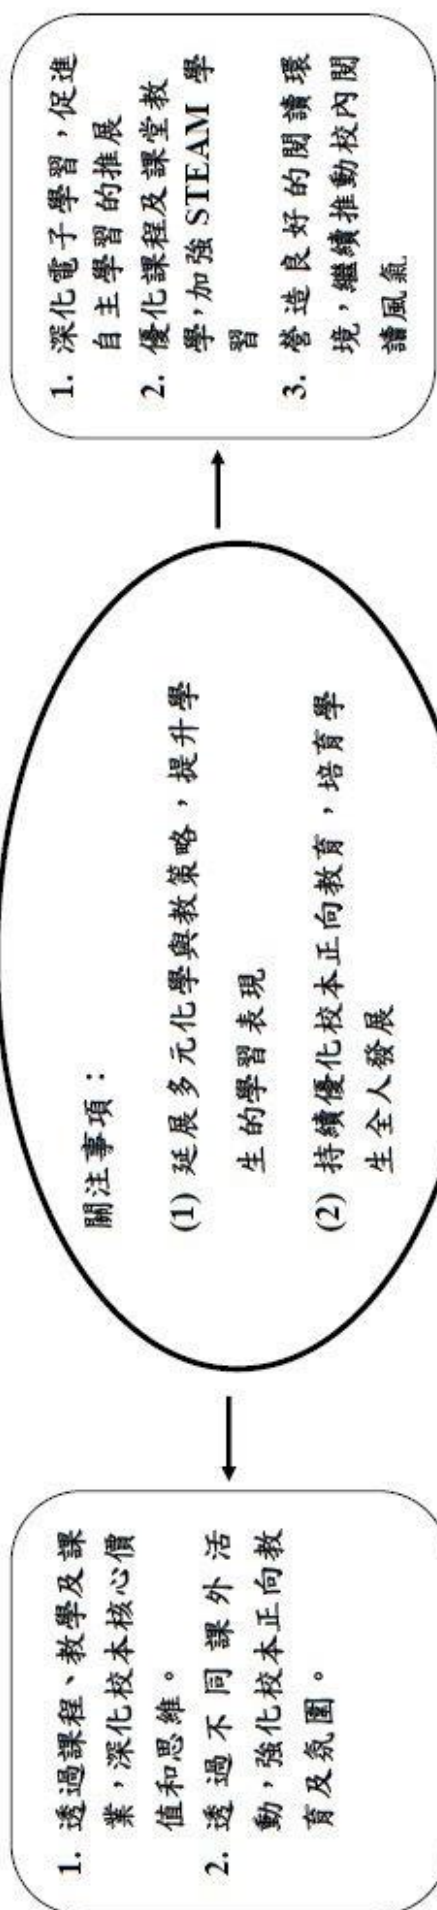 1. 透過課程、教學及課
業，深化校本核心價
值和思維。
2. 透過不同課外活
動，強化校本正向教
育及氛圍。
關注事項：
(1) 延展多元化學與教策略，提升學
生的學習表現
(2) 持續優化校本正向教育，培育學
生全人發展
1. 深化電子學習，促進
自主學習的推展
2. 優化課程及課堂教
學，加強 STEAM 學
習
3. 營造良好的閱讀環
境，繼續推動校內閱
讀風氣